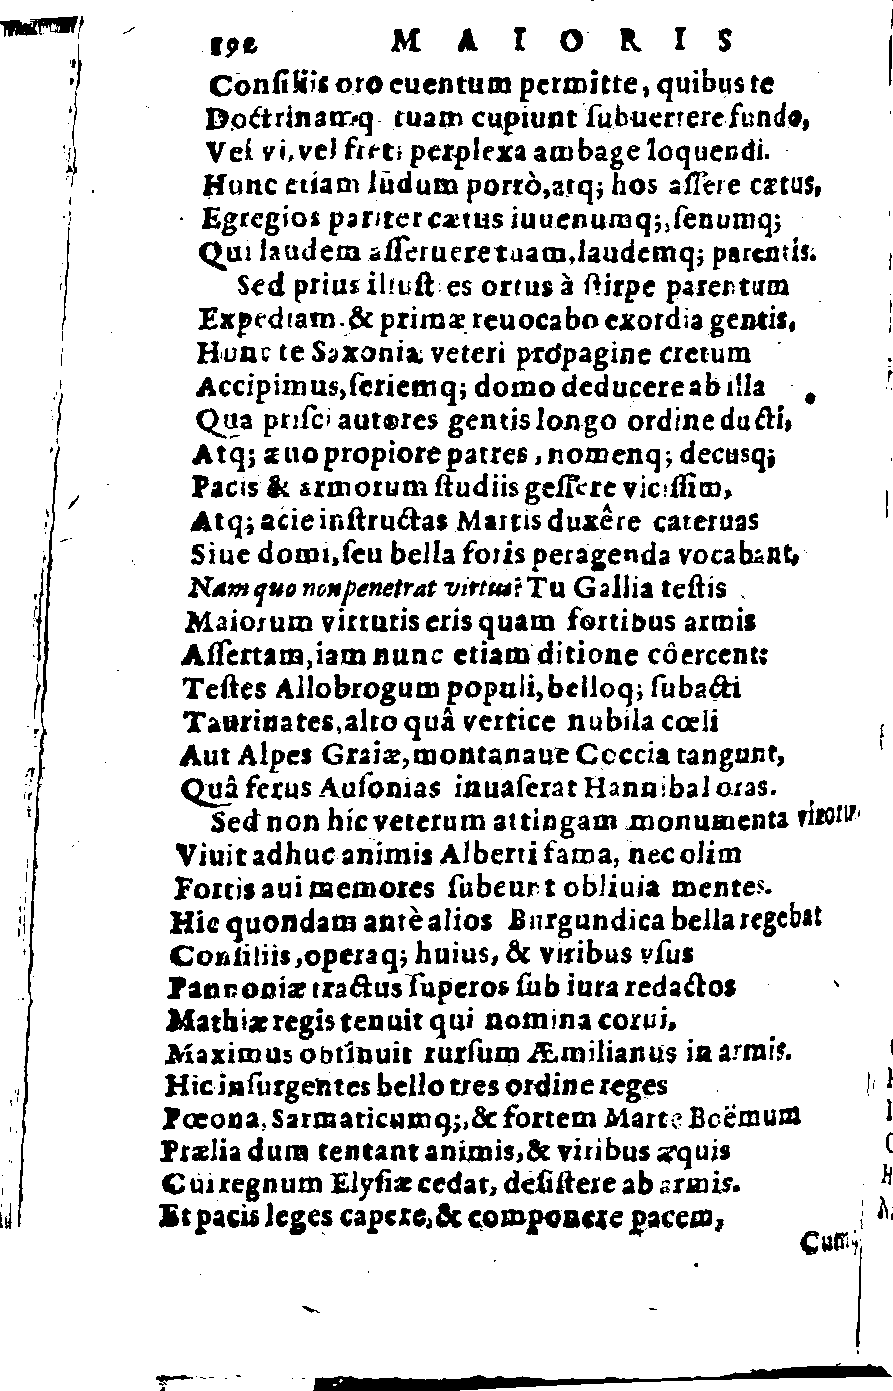 192 MAIORIS
Conſiliis oro euentum permitte, quibus te
Doctrinamq tuam cupiunt ſubuertere fundo,
Vel vi, vel ficti perplexa ambage loquendi.
Hunc etiam ludum porrò, atq; hos aſſere cætus,
Egregios pariter cætus iuuenumq;, ſenumq;
Qui laudem aſſeruere tuam, laudemq; parentis.
Sed prius illuſt es ortus à ſtirpe parentum
Expediam. & primæ reuocabo exordia gentis,
Hunc te Saxoniæ veteri propagine cretum
Accipimus, ſeriemq; domo deducere ab illa
Qua priſci autores gentis longo ordine ducti,
Atq; æuo propiore patres, nomenq; decusq;
Pacis & armorum ſtudiis geſſere viciſſim,
Atq; acie inſtructas Martis duxêre cateruas
Siue domi, ſeu bella foris peragenda vocabant,
Nam quo non penetrat virtus? Tu Gallia teſtis
Maiorum virtutis eris quam fortibus armis
Aſſertam, iam nunc etiam ditione côercent:
Teſtes Allobrogum populi, belloq; ſubacti
Taurinates, alto quâ vertice nubila cœli
Aut Alpes Graiæ, montanaue Coccia tangunt,
Quâ ferus Auſonias inuaſerat Hannibal oras.
Sed non hic veterum attingam monumenta virorum
Viuit adhuc animis Alberti fama, nec olim
Fortis aui memores ſubeunt obliuia mentes.
Hic quondam antè alios Burgundica bella regebat
Conſiliis, operaq; huius, & viribus vſus
Pannoniæ tractus ſuperos ſub iura redactos
Mathiæ regis tenuit qui nomina corui,
Maximus obtinuit rurſum Æmilianus in armis.
Hic inſurgentes bello tres ordine reges
Pœona, Sarmaticumq;, & fortem Marte Boëmum
Prælia dum tentant animis, & viribus æquis
Cui regnum Elyſiæ cedat, deſiſtere ab armis.
Et pacis leges capere, & componere pacem,
Cumq;